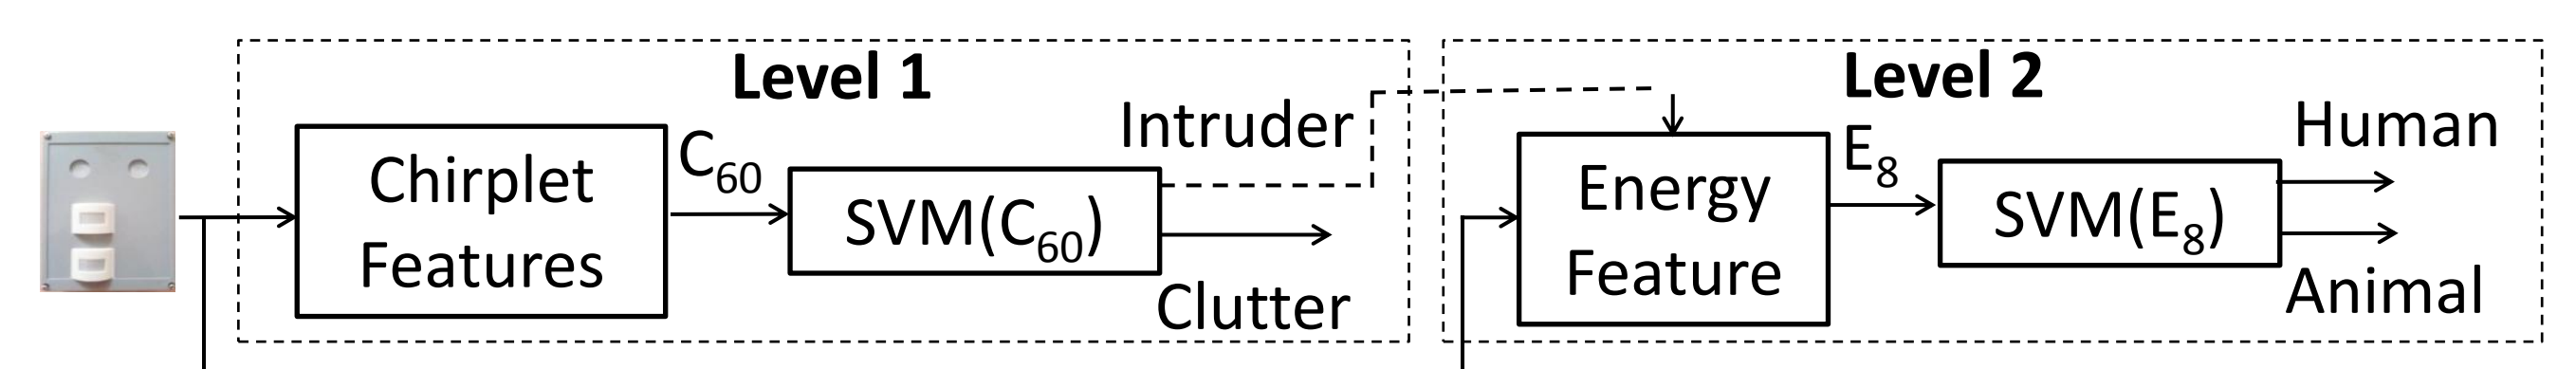 Level 1
Chirplet
Features
C60
SVM(C60)
Intruder
Clutter
Level 2
Energy
Feature
E8
SVM(E8)
Human
Animal